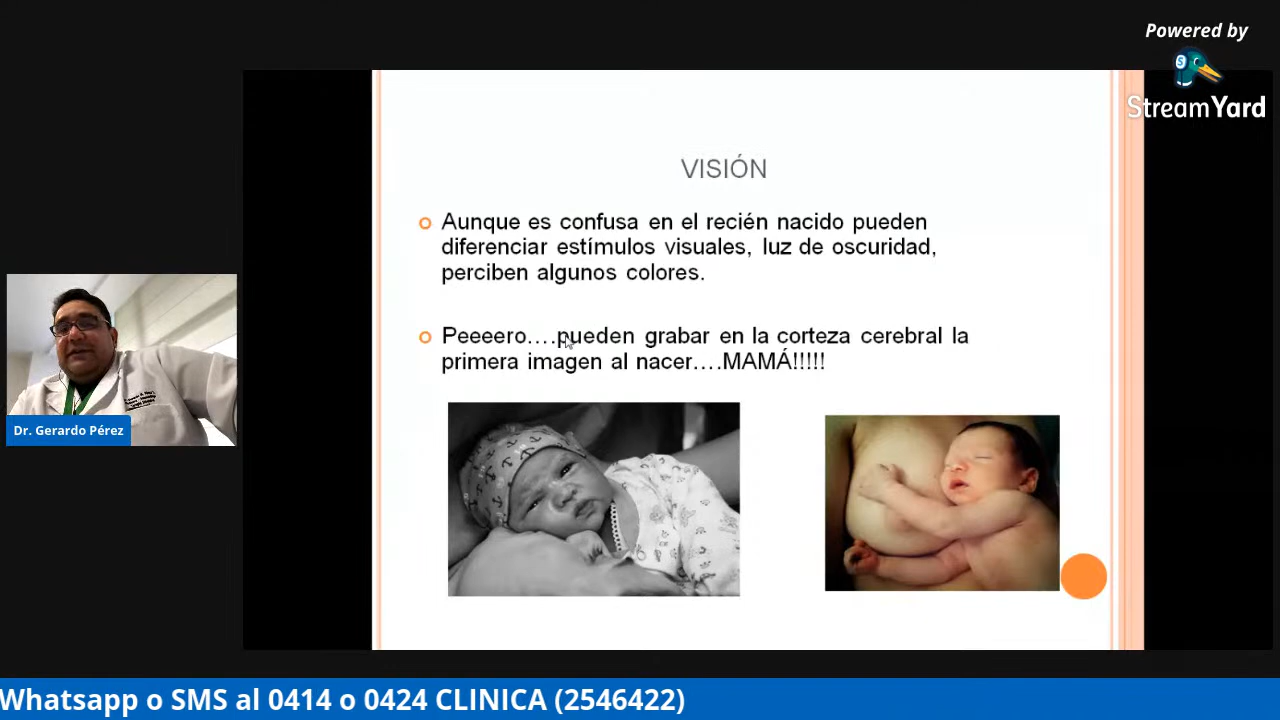 Powered by
StreamYard
VISIÓN
Aunque es confusa en el recién nacido pueden
diferenciar estímulos visuales, luz de oscuridad,
perciben algunos colores.
Peeeero....pueden grabar en la corteza cerebral la
primera imagen al nacer....MAMÁ!!!!!
Dr. Gerardo Pérez
Whatsapp o SMS al 0414 o 0424 CLINICA (2546422)